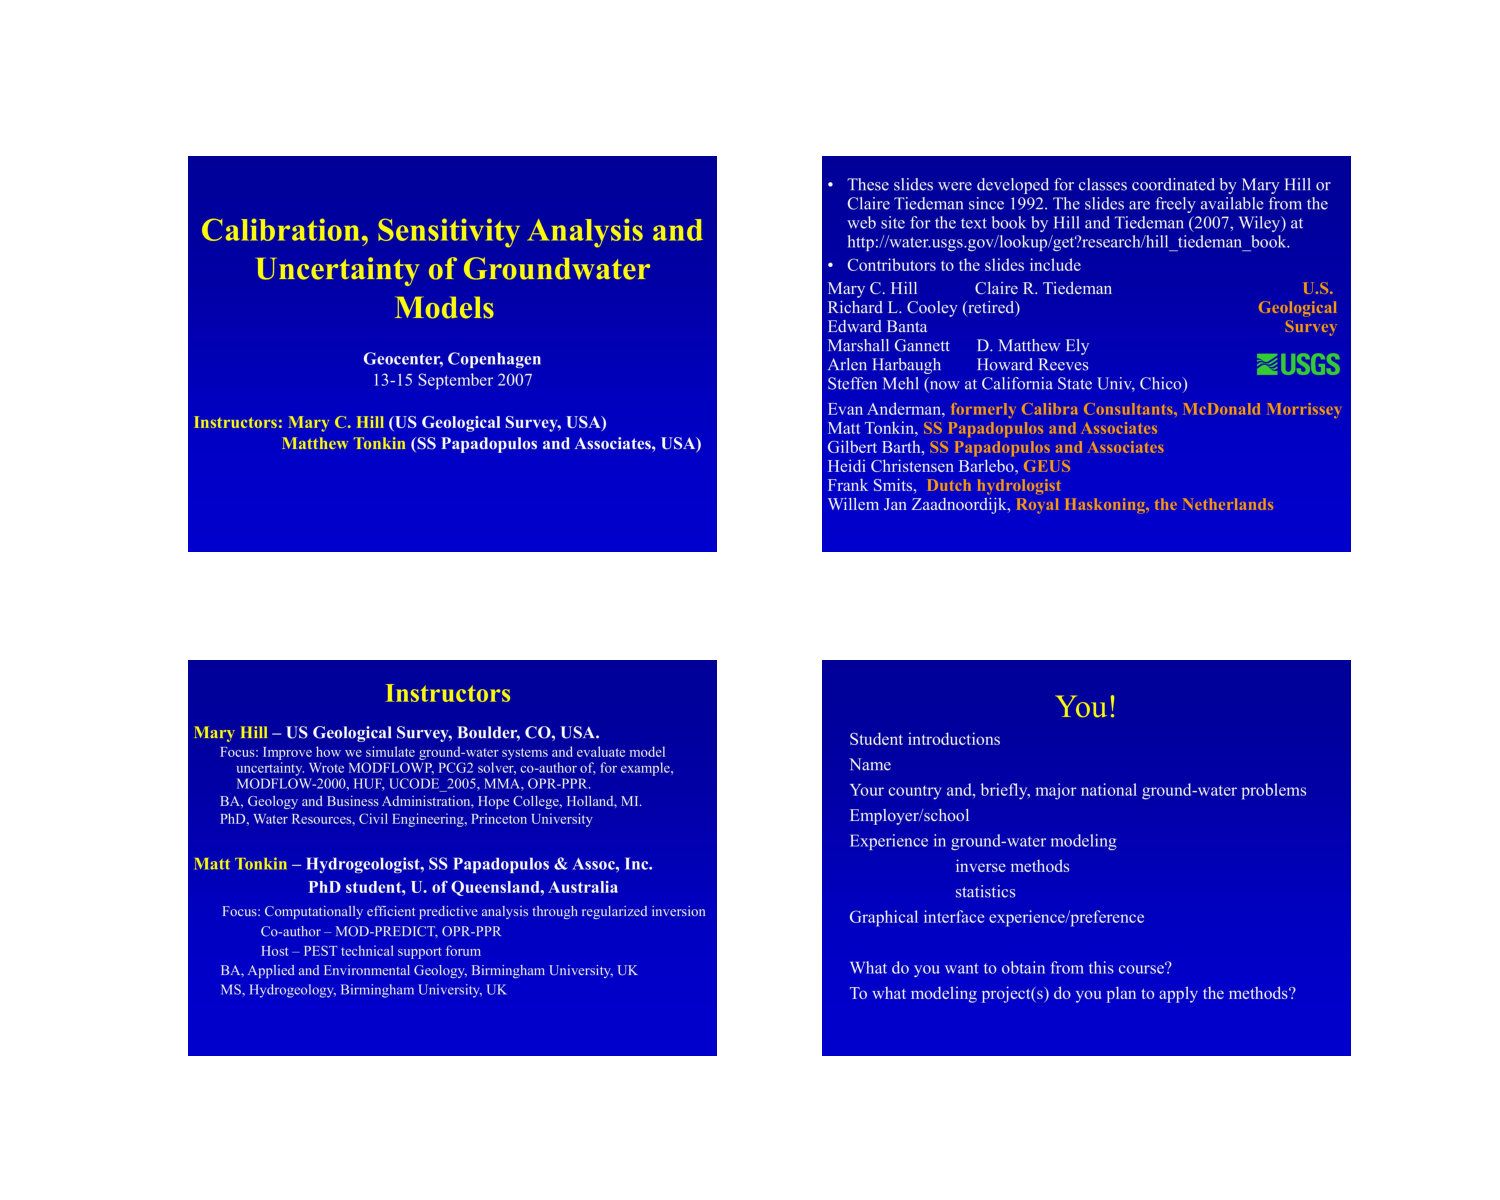 Calibration, Sensitivity Analysis and
Uncertainty of Groundwater
Models
Geocenter, Copenhagen
13-15 September 2007
Instructors: Mary C. Hill (US Geological Survey, USA)
Matthew Tonkin (SS Papadopulos and Associates, USA)
• These slides were developed for classes coordinated by Mary Hill or
Claire Tiedeman since 1992. The slides are freely available from the
web site for the text book by Hill and Tiedeman (2007, Wiley) at
http://water.usgs.gov/lookup/get?research/hill_tiedeman_book.
• Contributors to the slides include
Mary C. Hill Claire R. Tiedeman U.S.
Richard L. Cooley (retired) Geological
Edward Banta Survey
Marshall Gannett D. Matthew Ely
Arlen Harbaugh Howard Reeves USGS
Steffen Mehl (now at California State Univ, Chico)
Evan Anderman, formerly Calibra Consultants, McDonald Morrissey
Matt Tonkin, SS Papadopulos and Associates
Gilbert Barth, SS Papadopulos and Associates
Heidi Christensen Barlebo, GEUS
Frank Smits, Dutch hydrologist
Willem Jan Zaadnoordijk, Royal Haskoning, the Netherlands
Instructors
Mary Hill – US Geological Survey, Boulder, CO, USA.
Focus: Improve how we simulate ground-water systems and evaluate model
uncertainty. Wrote MODFLOWP, PCG2 solver, co-author of, for example,
MODFLOW-2000, HUF, UCODE_2005, MMA, OPR-PPR.
BA, Geology and Business Administration, Hope College, Holland, MI.
PhD, Water Resources, Civil Engineering, Princeton University
Matt Tonkin – Hydrogeologist, SS Papadopulos & Assoc, Inc.
PhD student, U. of Queensland, Australia
Focus: Computationally efficient predictive analysis through regularized inversion
Co-author – MOD-PREDICT, OPR-PPR
Host – PEST technical support forum
BA, Applied and Environmental Geology, Birmingham University, UK
MS, Hydrogeology, Birmingham University, UK
You!
Student introductions
Name
Your country and, briefly, major national ground-water problems
Employer/school
Experience in ground-water modeling
inverse methods
statistics
Graphical interface experience/preference
What do you want to obtain from this course?
To what modeling project(s) do you plan to apply the methods?